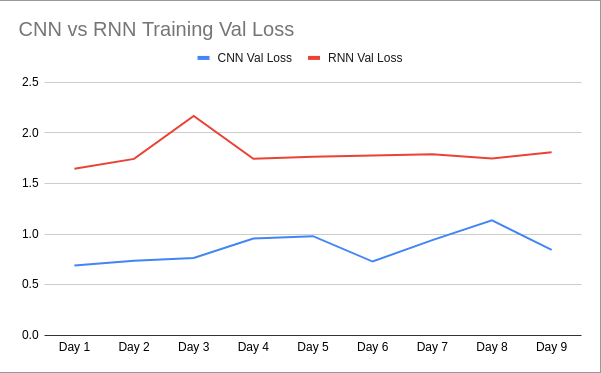 CNN vs RNN Training Val Loss
CNN Val Loss RNN Val Loss
2.5
2.0
1.5
1.0
0.5
0.0
Day 1 Day 2 Day 3 Day 4 Day 5 Day 6 Day 7 Day 8 Day 9